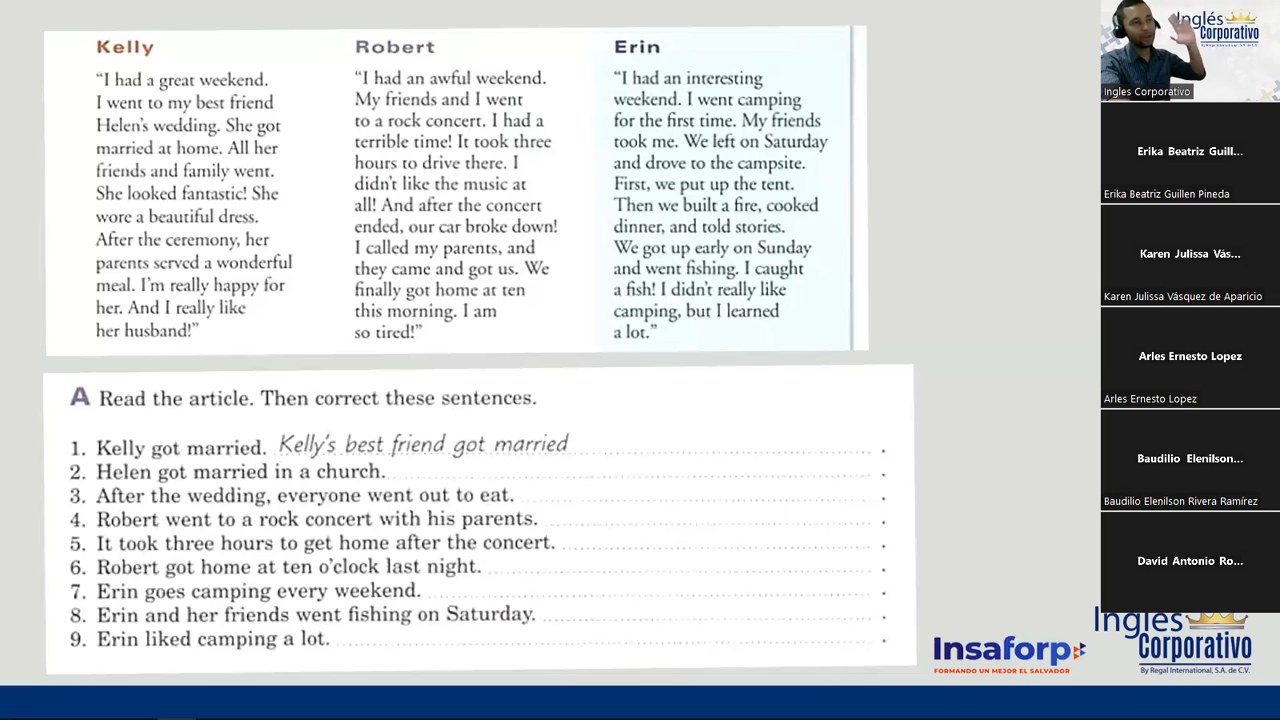 Kelly
"I had a great weekend.
I went to my best friend
Helen's wedding. She got
married at home. All her
friends and family went.
She looked fantastic! She
wore a beautiful dress.
After the ceremony, her
parents served a wonderful
meal. I'm really happy for
her. And I really like
her husband!"
Robert
"I had an awful weekend.
My friends and I went
to a rock concert. I had a
terrible time! It took three
hours to drive there. I
didn't like the music at
all! And after the concert
ended, our car broke down!
I called my parents, and
they came and got us. We
finally got home at ten
this morning. I am
so tired!"
Erin
"I had an interesting
weekend. I went camping
for the first time. My friends
took me. We left on Saturday
and drove to the campsite.
First, we put up the tent.
Then we built a fire, cooked
dinner, and told stories.
We got up early on Sunday
and went fishing. I caught
a fish! I didn't really like
camping, but I learned
a lot."
A Read the article. Then correct these sentences.
1. Kelly got married. Kelly's best friend got married.
2. Helen got married in a church.
3. After the wedding, everyone went out to eat.
4. Robert went to a rock concert with his parents.
5. It took three hours to get home after the concert.
6. Robert got home at ten o'clock last night.
7. Erin goes camping every weekend.
8. Erin and her friends went fishing on Saturday.
9. Erin liked camping a lot.
Inglés
Corporativo
Ingles Corporativo
Erika Beatriz Guill...
Erika Beatriz Guillen Pineda
Karen Julissa Vás...
Karen Julissa Vásquez de Aparicio
Arles Ernesto Lopez
Arles Ernesto Lopez
Baudilio Elenilson...
Baudilio Elenilson Rivera Ramírez
David Antonio Ro...
Insaforp
FORMANDO UN MEJOR EL SALVADOR
Inglés
Corporativo
By Regal International, S.A. de C.V.